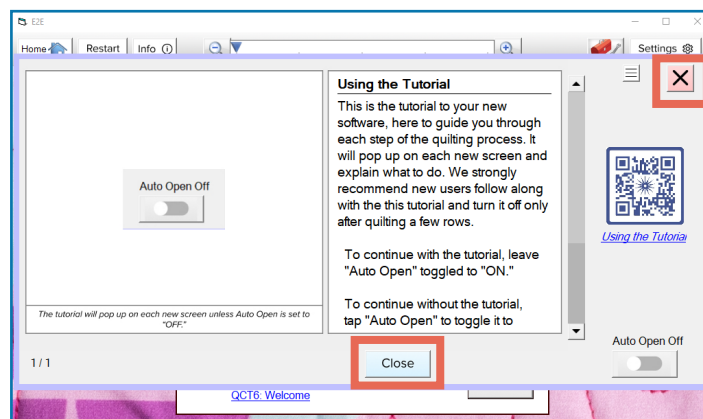 E2E
Home Restart Info Settings
Using the Tutorial
This is the tutorial to your new
software, here to guide you through
each step of the quilting process. It
will pop up on each new screen and
explain what to do. We strongly
recommend new users follow along
with the this tutorial and turn it off only
after quilting a few rows.
To continue with the tutorial, leave
"Auto Open" toggled to "ON."
To continue without the tutorial,
tap "Auto Open" to toggle it to
Auto Open Off
The tutorial will pop up on each new screen unless Auto Open is set to
"OFF."
Using the Tutorial
Auto Open Off
1 / 1
Close
QCT6: Welcome